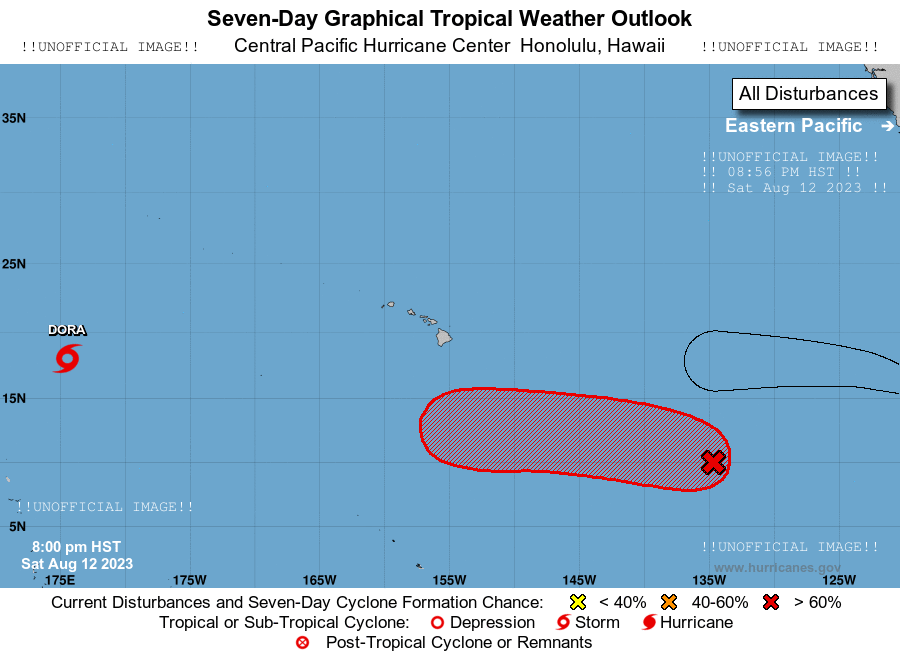 Seven-Day Graphical Tropical Weather Outlook
!!UNOFFICIAL IMAGE!! Central Pacific Hurricane Center Honolulu, Hawaii !!UNOFFICIAL IMAGE!!
All Disturbances
35N
Eastern Pacific →
!!UNOFFICIAL IMAGE!!
!! 08:56 PM HST !!
!! Sat Aug 12 2023 !!
25N
DORA
15N
!!UNOFFICIAL IMAGE!!
5N
8:00 pm HST
Sat Aug 12 2023
!!UNOFFICIAL IMAGE!!
www.hurricanes.gov
175E 175W 165W 155W 145W 135W 125W
Current Disturbances and Seven-Day Cyclone Formation Chance: < 40% 40-60% > 60%
Tropical or Sub-Tropical Cyclone: Depression Storm Hurricane
Post-Tropical Cyclone or Remnants